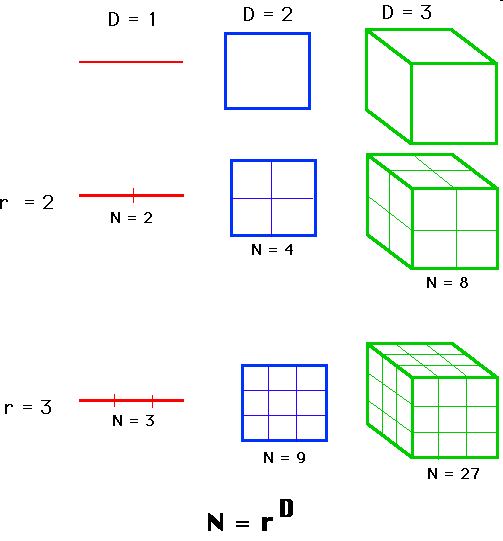 D = 1
D = 2
D = 3
r = 2
N = 2
N = 4
N = 8
r = 3
N = 3
N = 9
N = 27
N = r^D